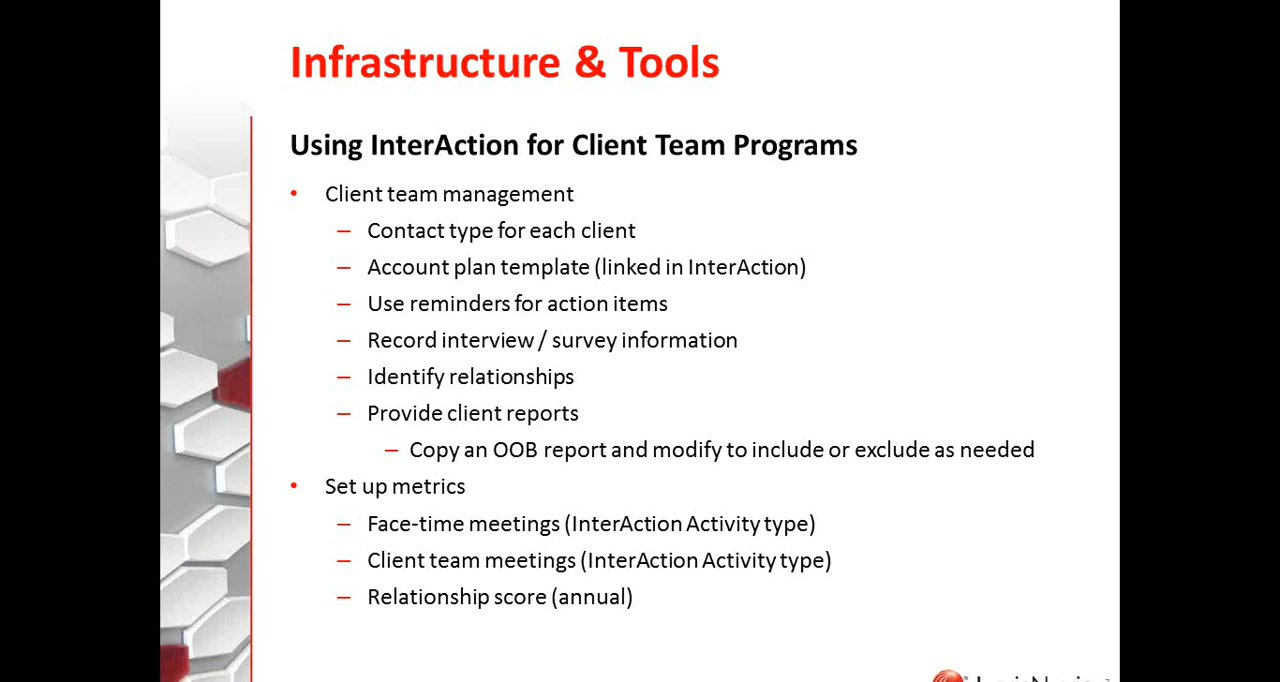 Infrastructure & Tools
Using InterAction for Client Team Programs
• Client team management
– Contact type for each client
– Account plan template (linked in InterAction)
– Use reminders for action items
– Record interview / survey information
– Identify relationships
– Provide client reports
– Copy an OOB report and modify to include or exclude as needed
• Set up metrics
– Face-time meetings (InterAction Activity type)
– Client team meetings (InterAction Activity type)
– Relationship score (annual)